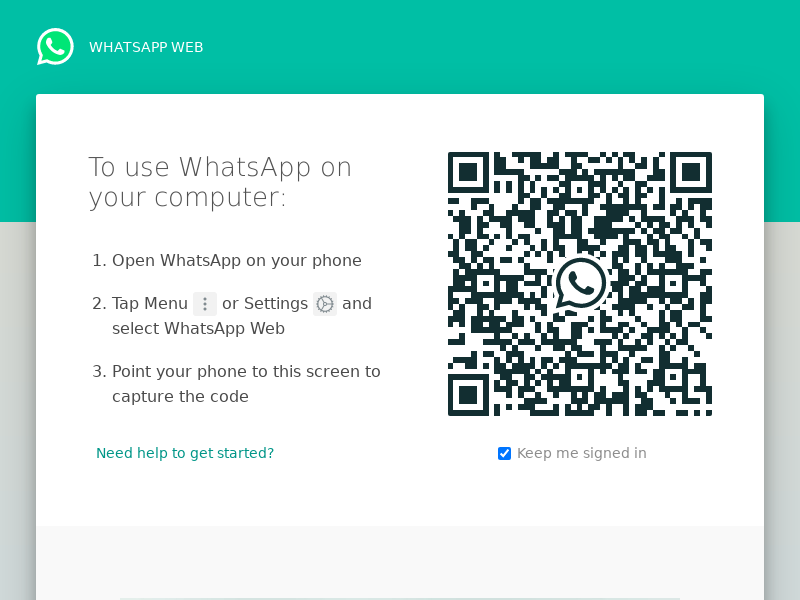 WHATSAPP WEB
To use WhatsApp on
your computer:
1. Open WhatsApp on your phone
2. Tap Menu or Settings and
select WhatsApp Web
3. Point your phone to this screen to
capture the code
Need help to get started?
Keep me signed in